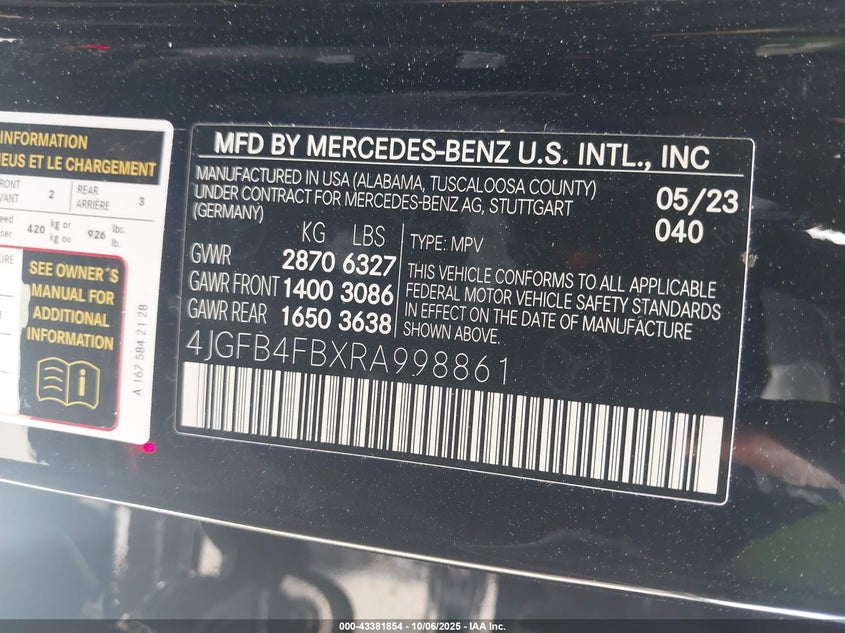 INFORMATION
EUS ET LE CHARGEMENT
FRONT
VANT
2
REAR
ARRIÈRE
3
420 kg or kg ou 926 lbs. lb.
SEE OWNER'S
MANUAL FOR
ADDITIONAL
INFORMATION
A 167 584 21 28
MFD BY MERCEDES-BENZ U.S. INTL., INC
MANUFACTURED IN USA (ALABAMA, TUSCALOOSA COUNTY)
UNDER CONTRACT FOR MERCEDES-BENZ AG, STUTTGART
(GERMANY)
05/23
040
KG LBS
GVWR 2870 6327
GAWR FRONT 1400 3086
GAWR REAR 1650 3638
TYPE: MPV
THIS VEHICLE CONFORMS TO ALL APPLICABLE
FEDERAL MOTOR VEHICLE SAFETY STANDARDS
IN EFFECT ON THE DATE OF MANUFACTURE
SHOWN ABOVE.
4JGFB4FBXRA998861
000-43381854 • 10/06/2025 • IAA Inc.